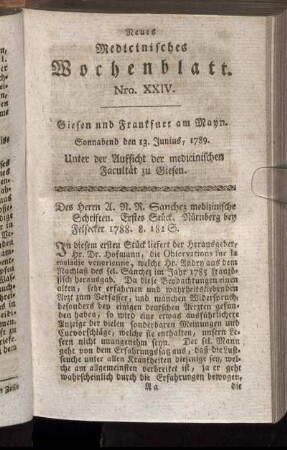 Neues
Medicinisches
Wochenblatt.
Nro. XXIV.
Giesen und Frankfurt am Mayn.
Sonnabend den 13. Junius, 1789.
Unter der Aufsicht der medicinischen
Facultät zu Giesen.
Des Herrn A. N. R. Sanchez medizinische
Schriften. Erstes Stück. Nürnberg bey
Felsecker 1788. 8. 181 S.
In diesem ersten Stück liefert der Herausgeber,
Hr. Dr. Hofmann, die Observations sur la
maladie venerienne, welche Hr. Andry aus dem
Nachlaß des sel. Sanchez im Jahr 1785 franzö-
sisch herausgab. Da diese Beobachtungen einen
alten, sehr erfahrnen und wahrheitliebenden
Arzt zum Verfasser, und manchen Widerspruch
besonders bey einigen deutschen Aerzten gefun-
den haben, so wird eine etwas ausführlichere
Anzeige der vielen sonderbaren Meinungen und
Curvorschläge, welche sie enthalten, unsern Le-
sern nicht unangenehm seyn. Der sel. Mann
geht von dem Erfahrungssaz aus, daß die Lust-
seuche unter allen Krankheiten diejenige sey, wel-
che am allgemeinsten verbreitet ist, ja er geht
wahrscheinlich durch die Erfahrungen bewogen,
Aa die